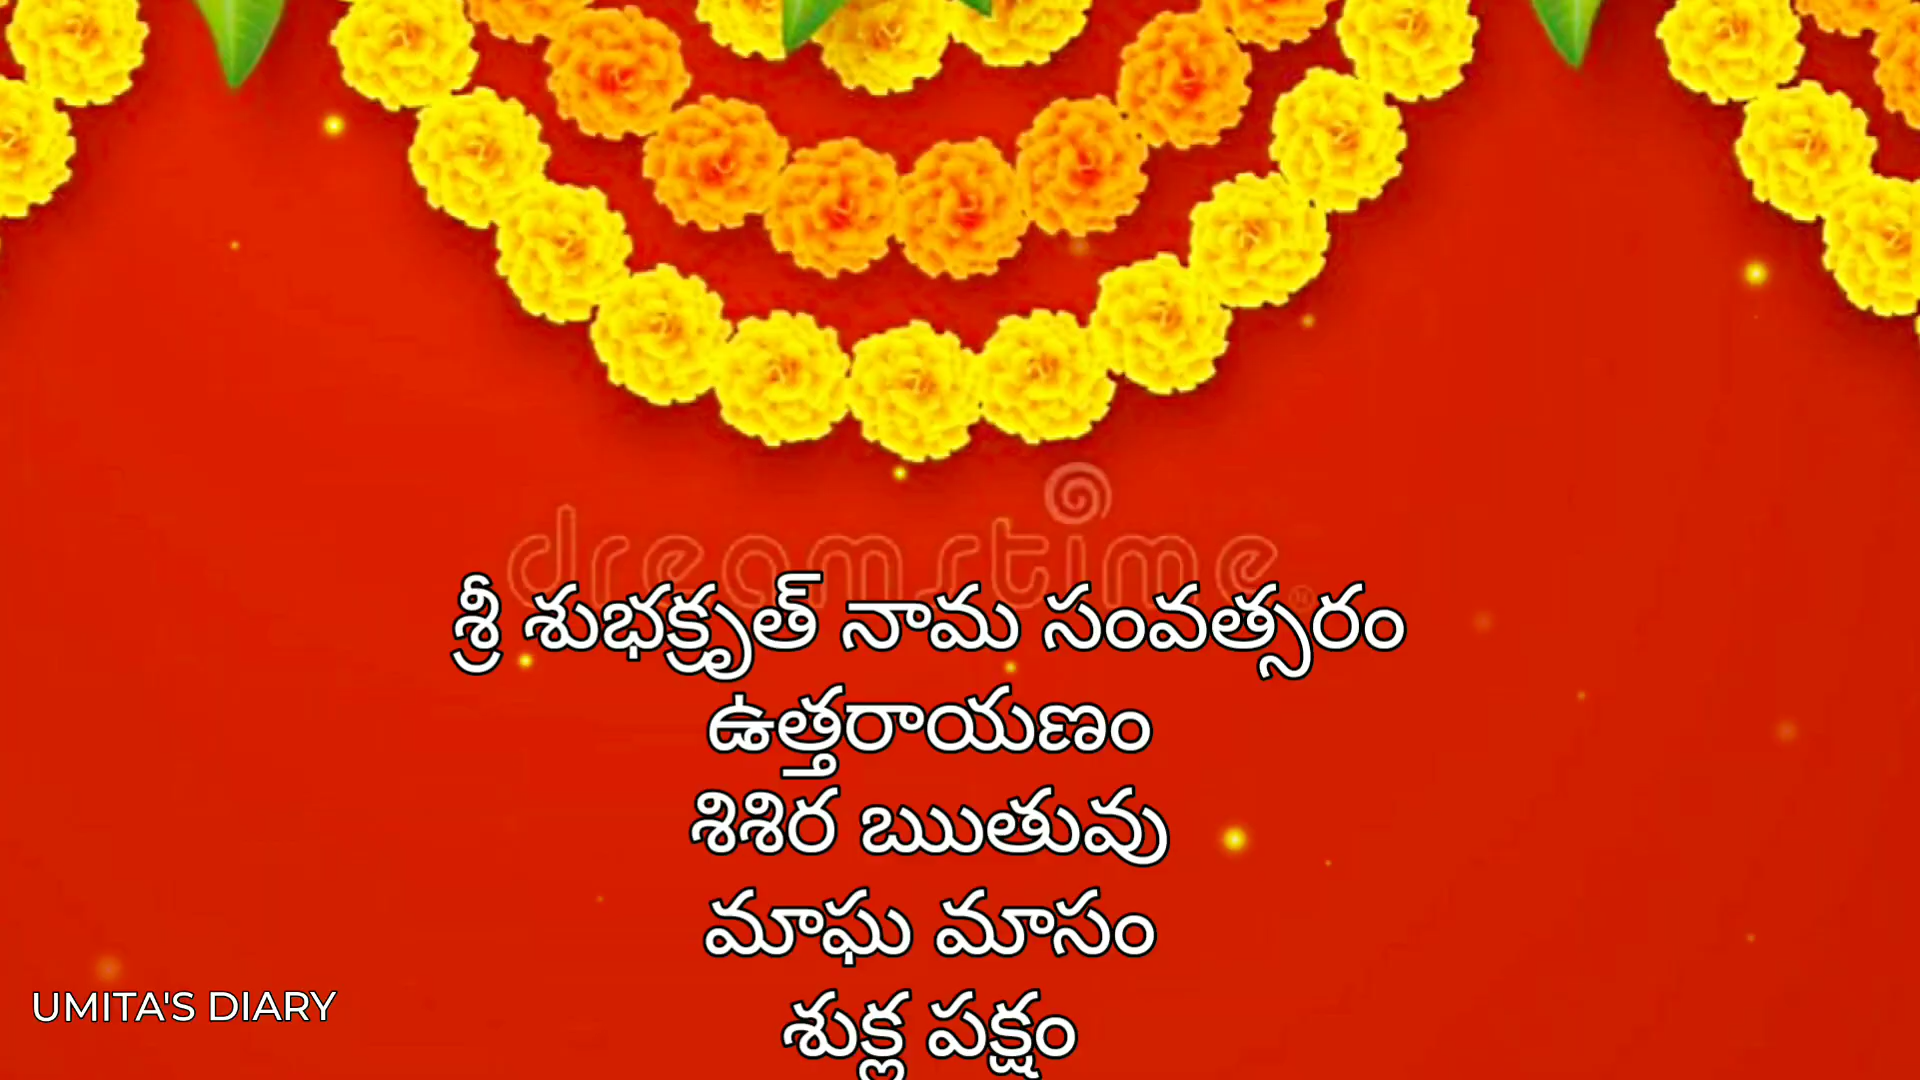 dreamstime
శ్రీ శుభక్రృత్ నామ సంవత్సరం
ఉత్తరాయణం
శిశిర ఋతువు
మాఘ మాసం
UMITA'S DIARY
శుక్ల పక్షం